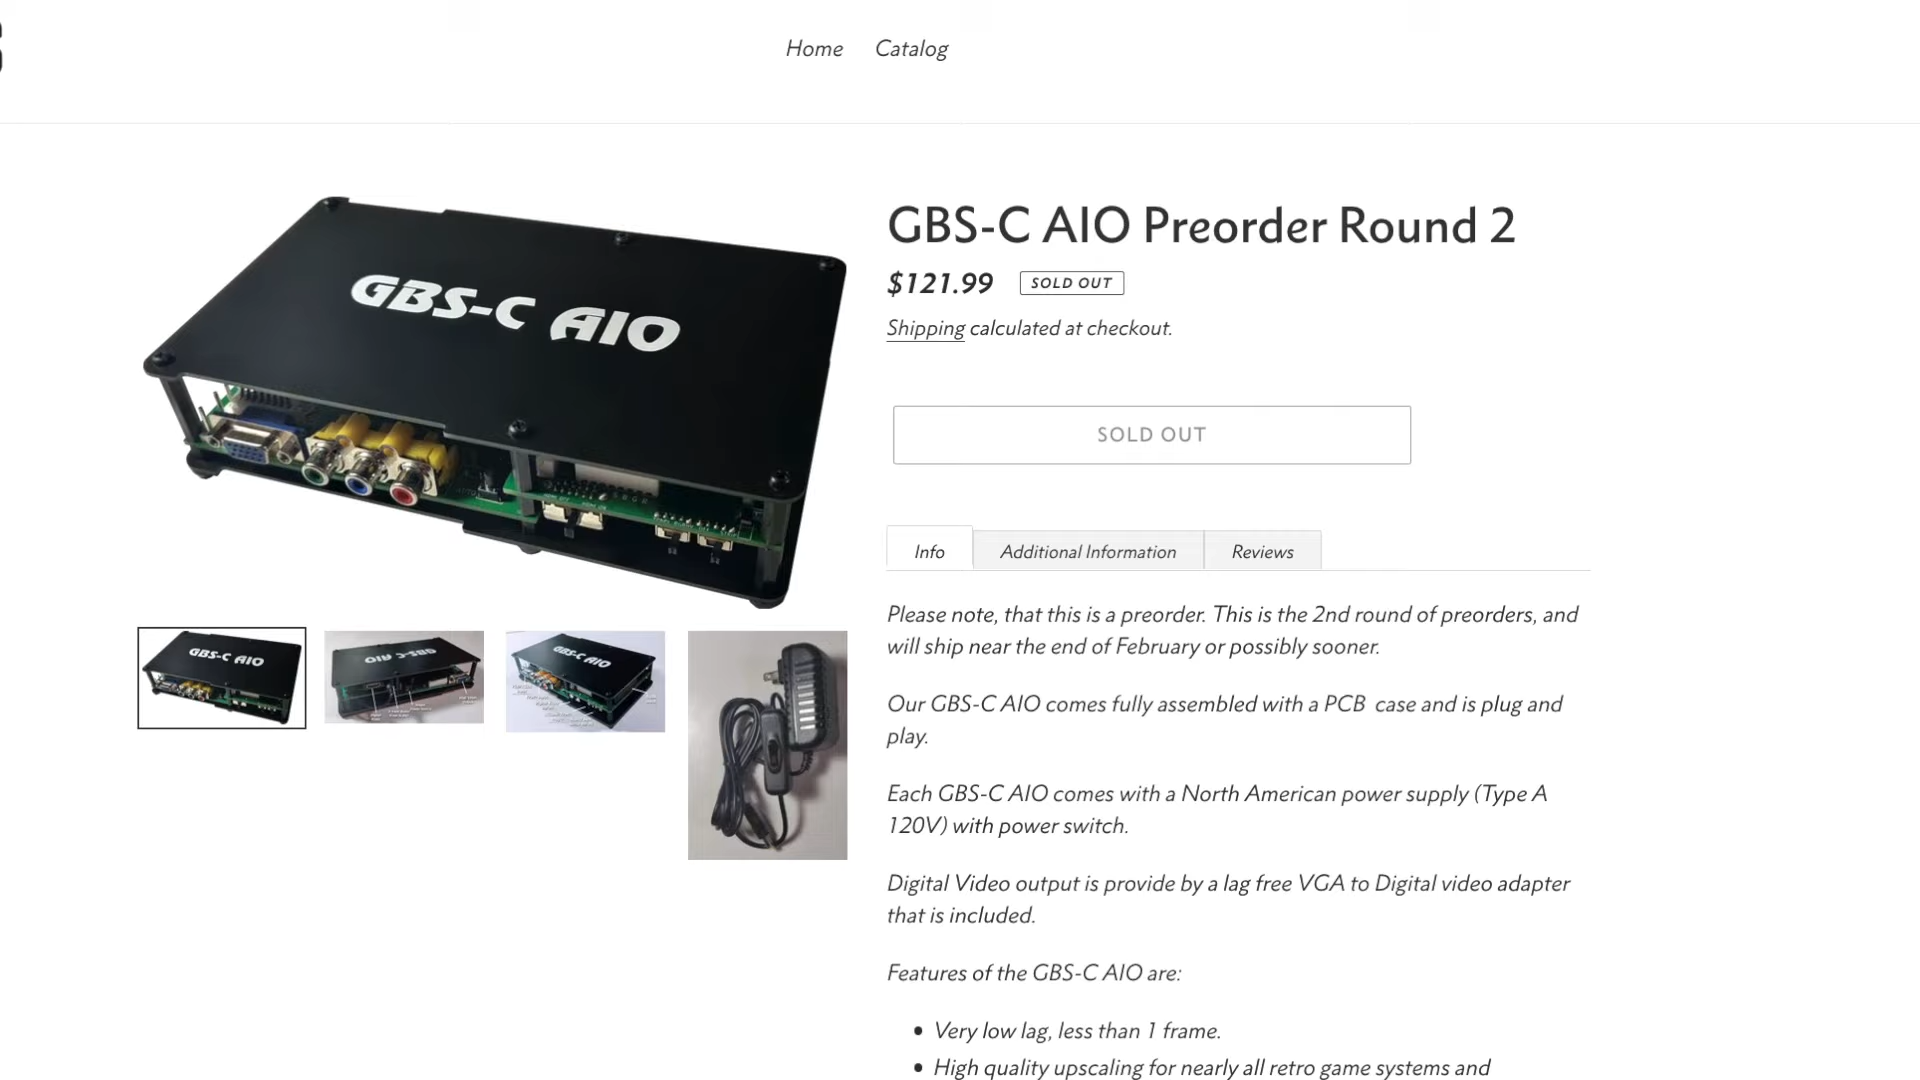 Home Catalog
GBS-C AIO
GBS-C AIO Preorder Round 2
$121.99 SOLD OUT
Shipping calculated at checkout.
SOLD OUT
Info Additional Information Reviews
Please note, that this is a preorder. This is the 2nd round of preorders, and
will ship near the end of February or possibly sooner.
Our GBS-C AIO comes fully assembled with a PCB case and is plug and
play.
Each GBS-C AIO comes with a North American power supply (Type A
120V) with power switch.
Digital Video output is provide by a lag free VGA to Digital video adapter
that is included.
Features of the GBS-C AIO are:
• Very low lag, less than 1 frame.
• High quality upscaling for nearly all retro game systems and
GBS-C AIO
GBS-C AIO
GBS-C AIO